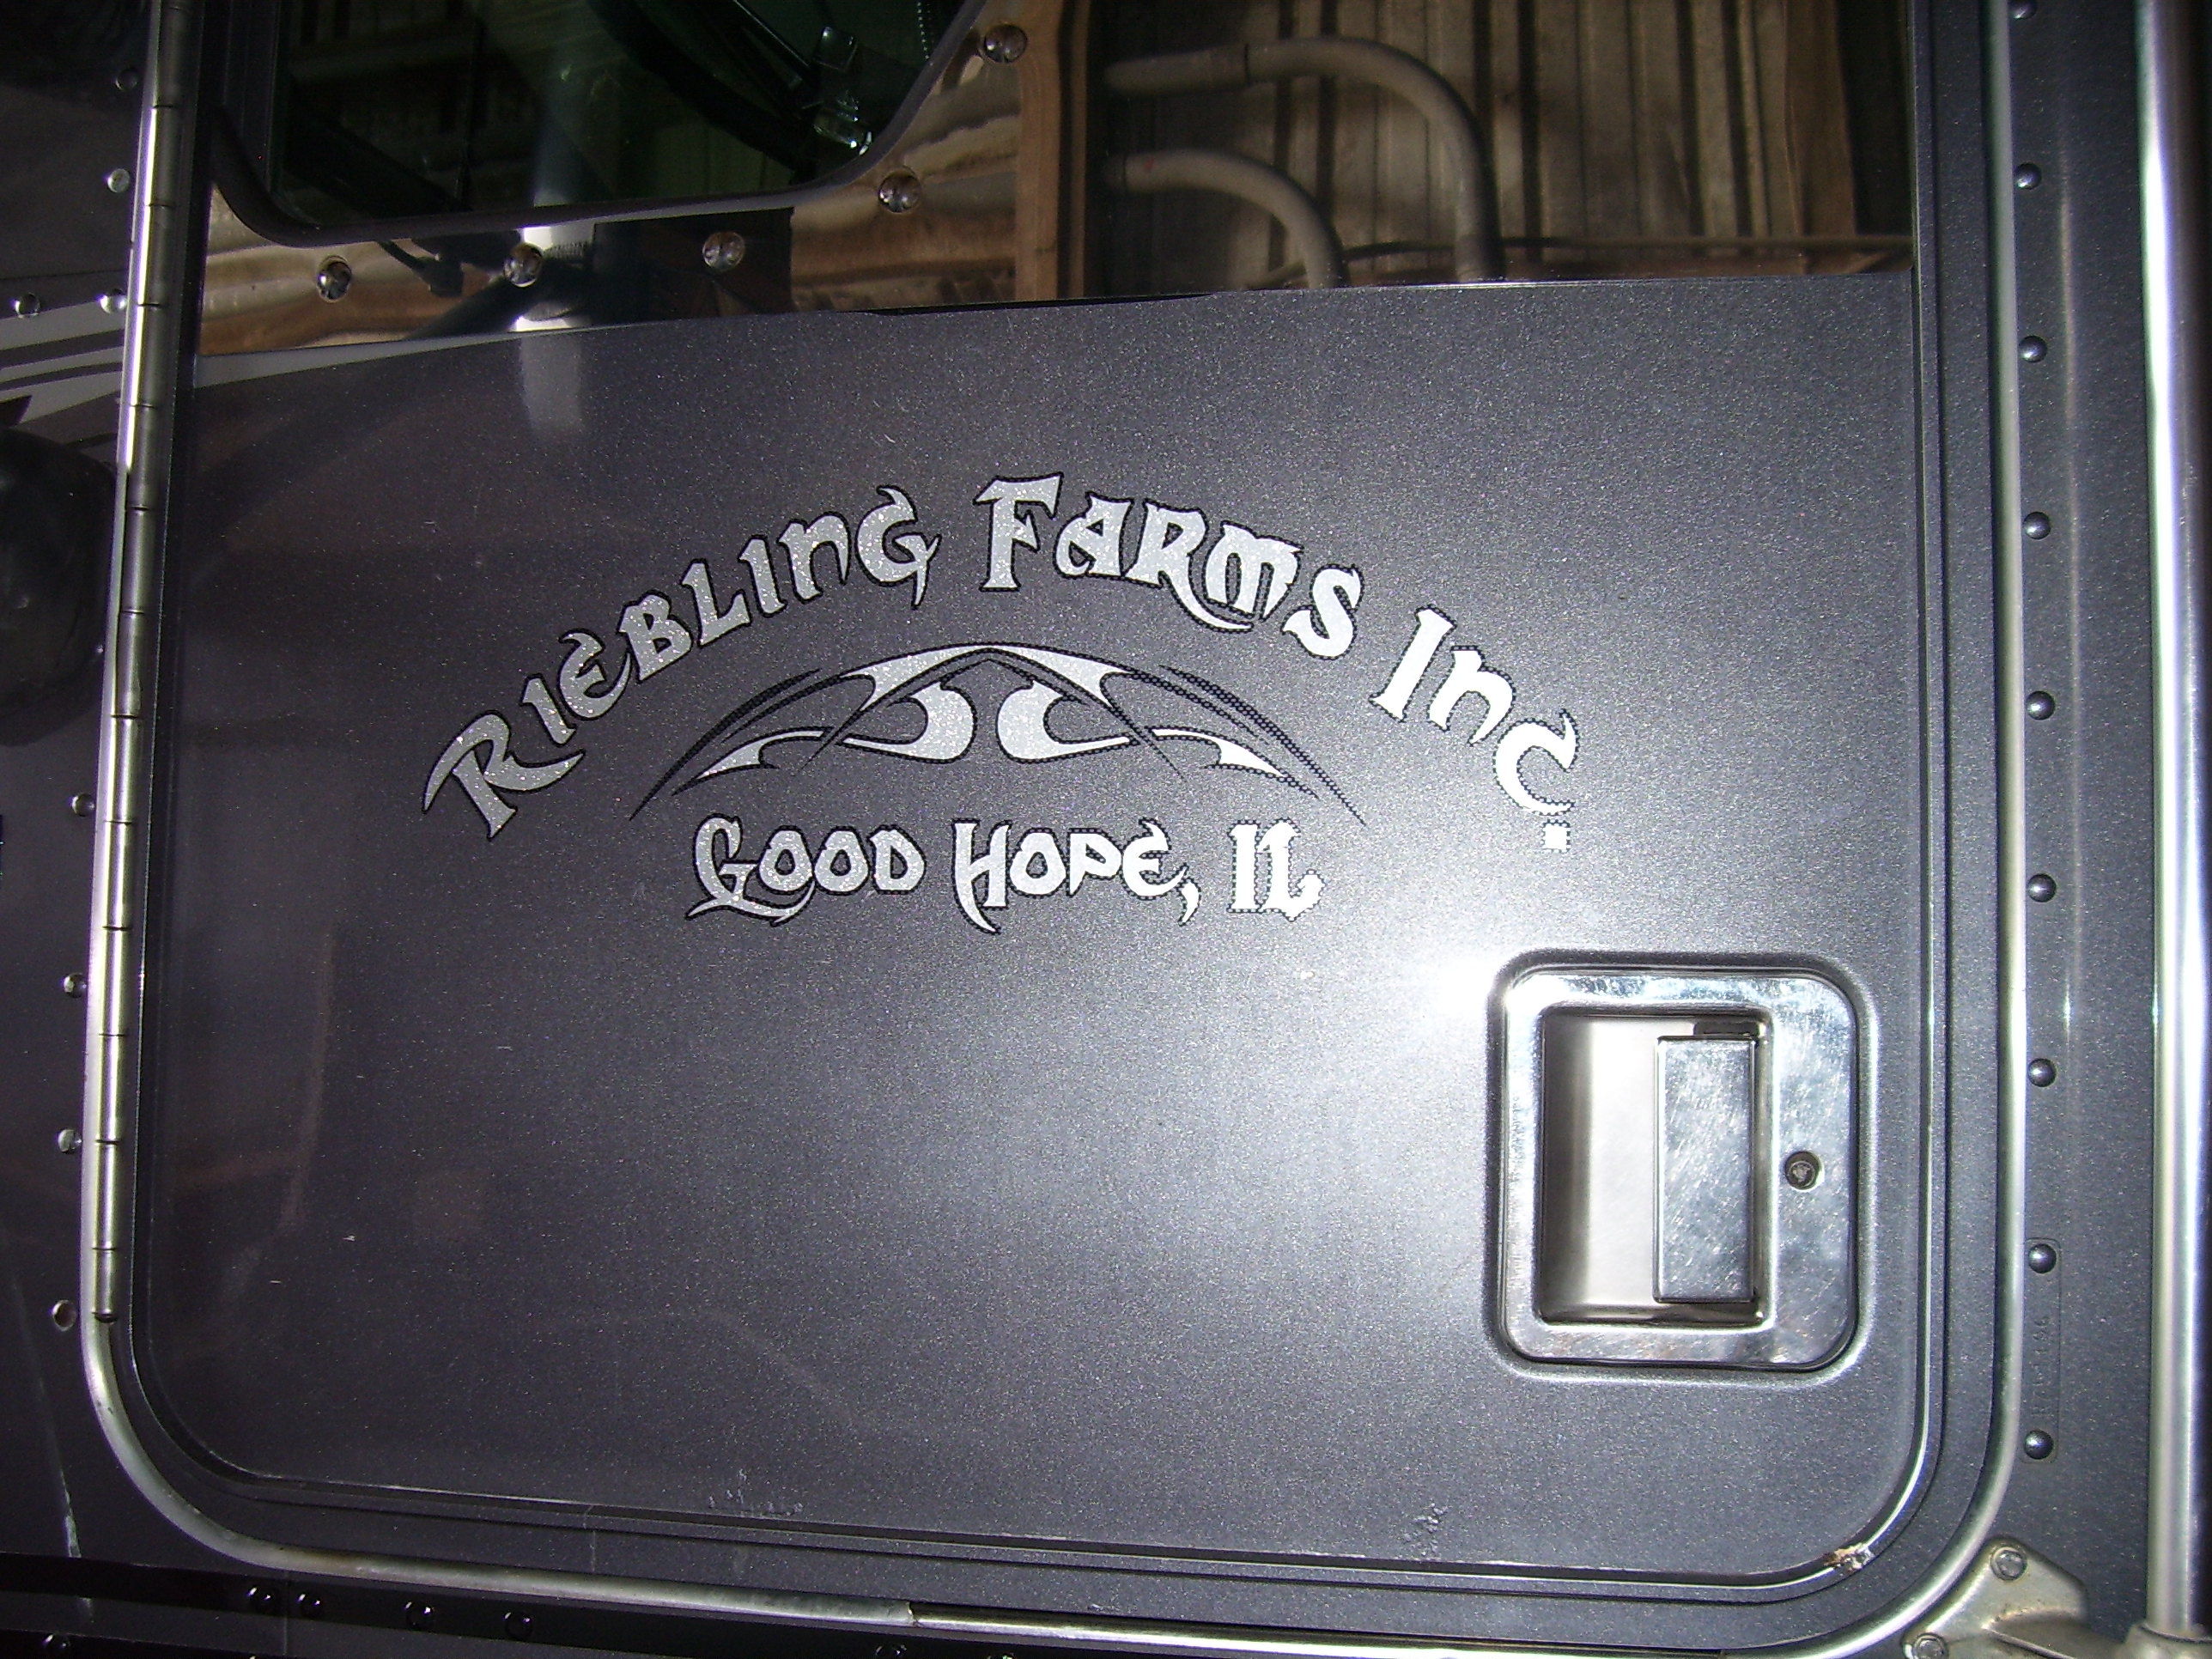 Riebling Farms Inc.
Good Hope, IL